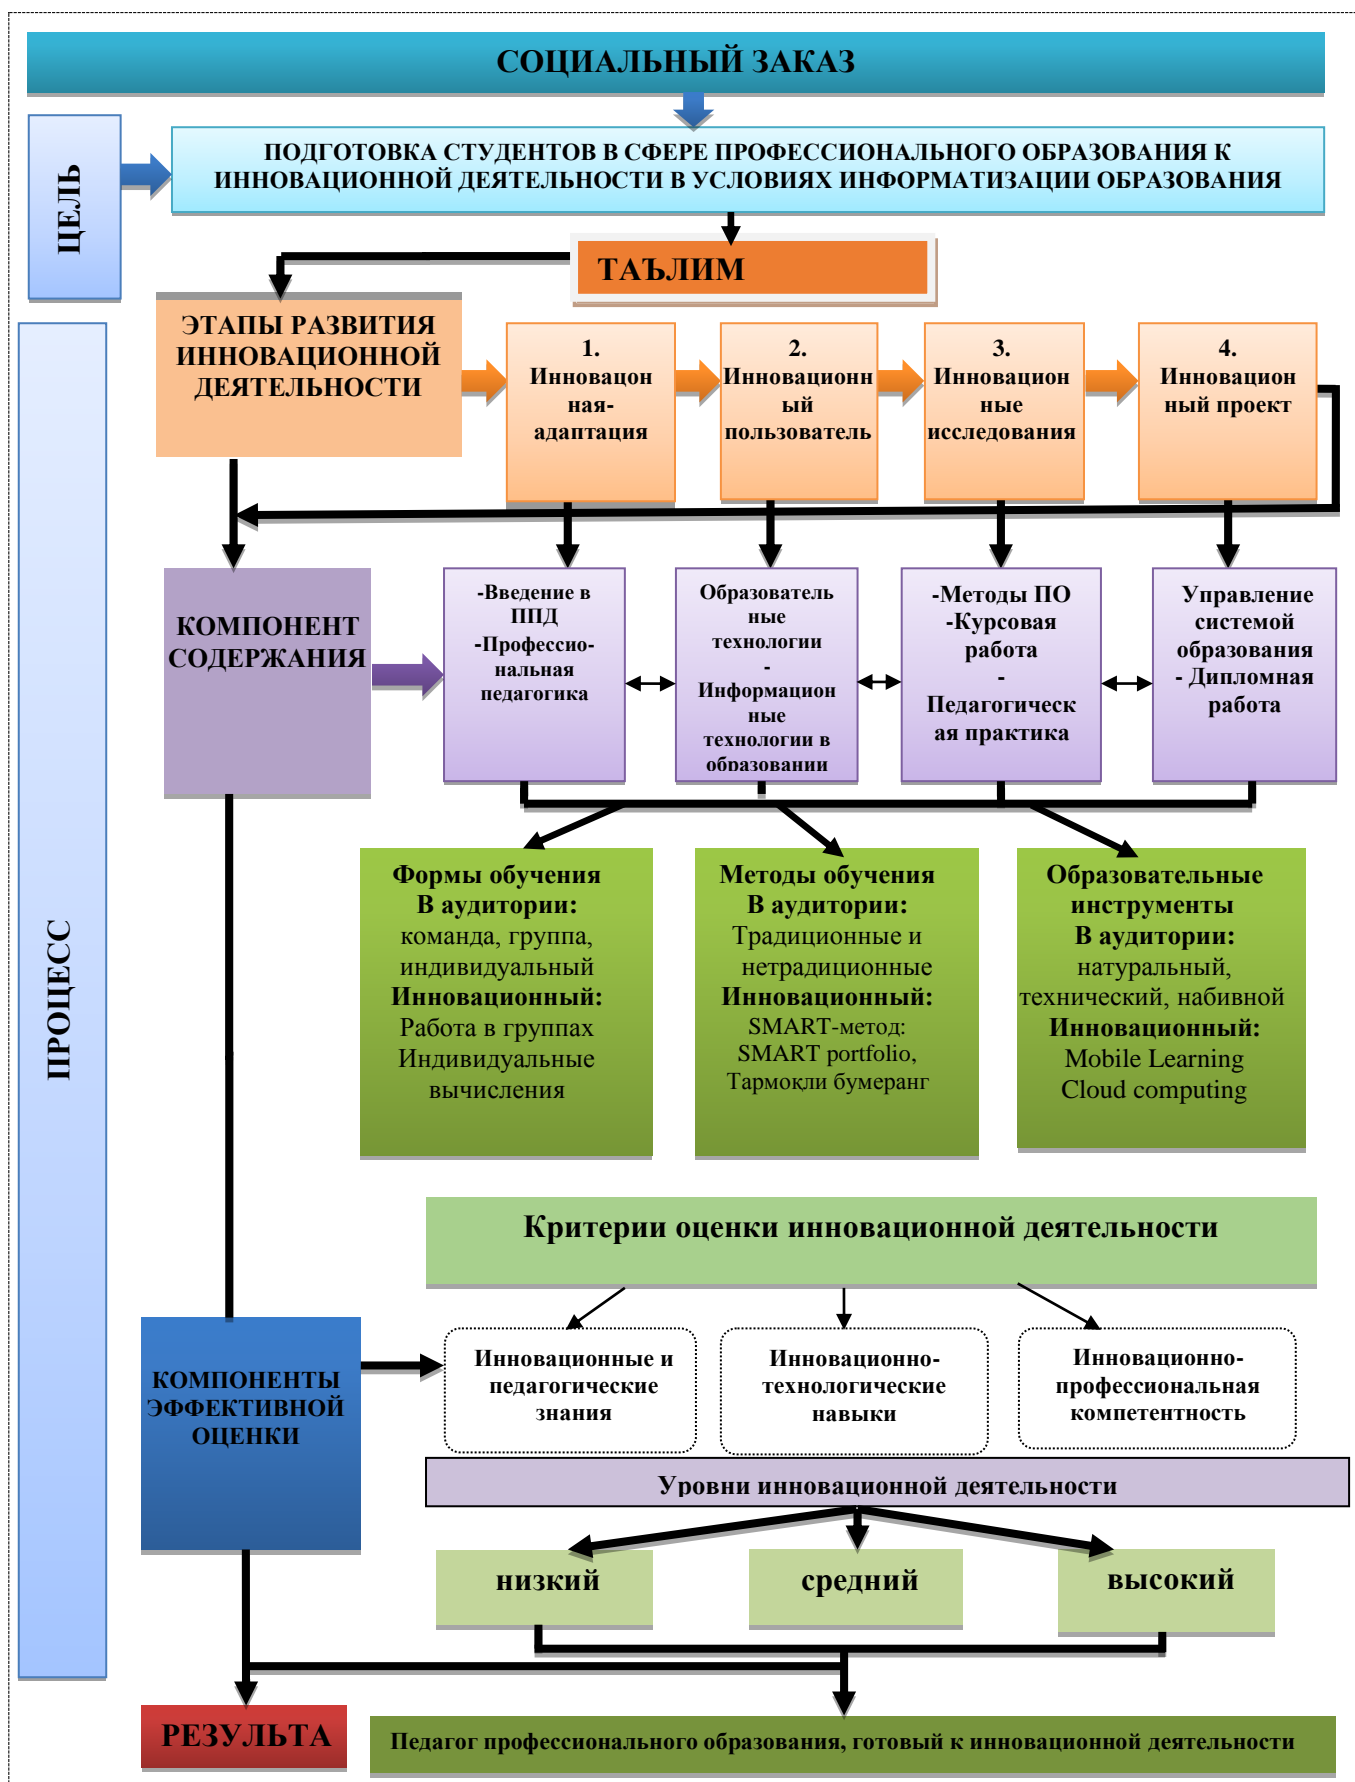 СОЦИАЛЬНЫЙ ЗАКАЗ
ЦЕЛЬ
ПОДГОТОВКА СТУДЕНТОВ В СФЕРЕ ПРОФЕССИОНАЛЬНОГО ОБРАЗОВАНИЯ К
ИННОВАЦИОННОЙ ДЕЯТЕЛЬНОСТИ В УСЛОВИЯХ ИНФОРМАТИЗАЦИИ ОБРАЗОВАНИЯ
ТАЪЛИМ
ПРОЦЕСС
ЭТАПЫ РАЗВИТИЯ
ИННОВАЦИОННОЙ
ДЕЯТЕЛЬНОСТИ
1.
Инновацон
ная-
адаптация
2.
Инновационн
ый
пользователь
3.
Инновацион
ные
исследования
4.
Инновацион
ный проект
КОМПОНЕНТ
СОДЕРЖАНИЯ
-Введение в
ППД
-Профессио-
нальная
педагогика
Образователь
ные
технологии
-
Информацион
ные
технологии в
образовании
-Методы ПО
-Курсовая
работа
-
Педагогическ
ая практика
Управление
системой
образования
- Дипломная
работа
Формы обучения
В аудитории:
команда, группа,
индивидуальный
Инновационный:
Работа в группах
Индивидуальные
вычисления
Методы обучения
В аудитории:
Традиционные и
нетрадиционные
Инновационный:
SMART-метод:
SMART portfolio,
Тармоқли бумеранг
Образовательные
инструменты
В аудитории:
натуральный,
технический, набивной
Инновационный:
Mobile Learning
Cloud computing
Критерии оценки инновационной деятельности
КОМПОНЕНТЫ
ЭФФЕКТИВНОЙ
ОЦЕНКИ
Инновационные и
педагогические
знания
Инновационно-
технологические
навыки
Инновационно-
профессиональная
компетентность
Уровни инновационной деятельности
низкий
средний
высокий
РЕЗУЛЬТА
Педагог профессионального образования, готовый к инновационной деятельности